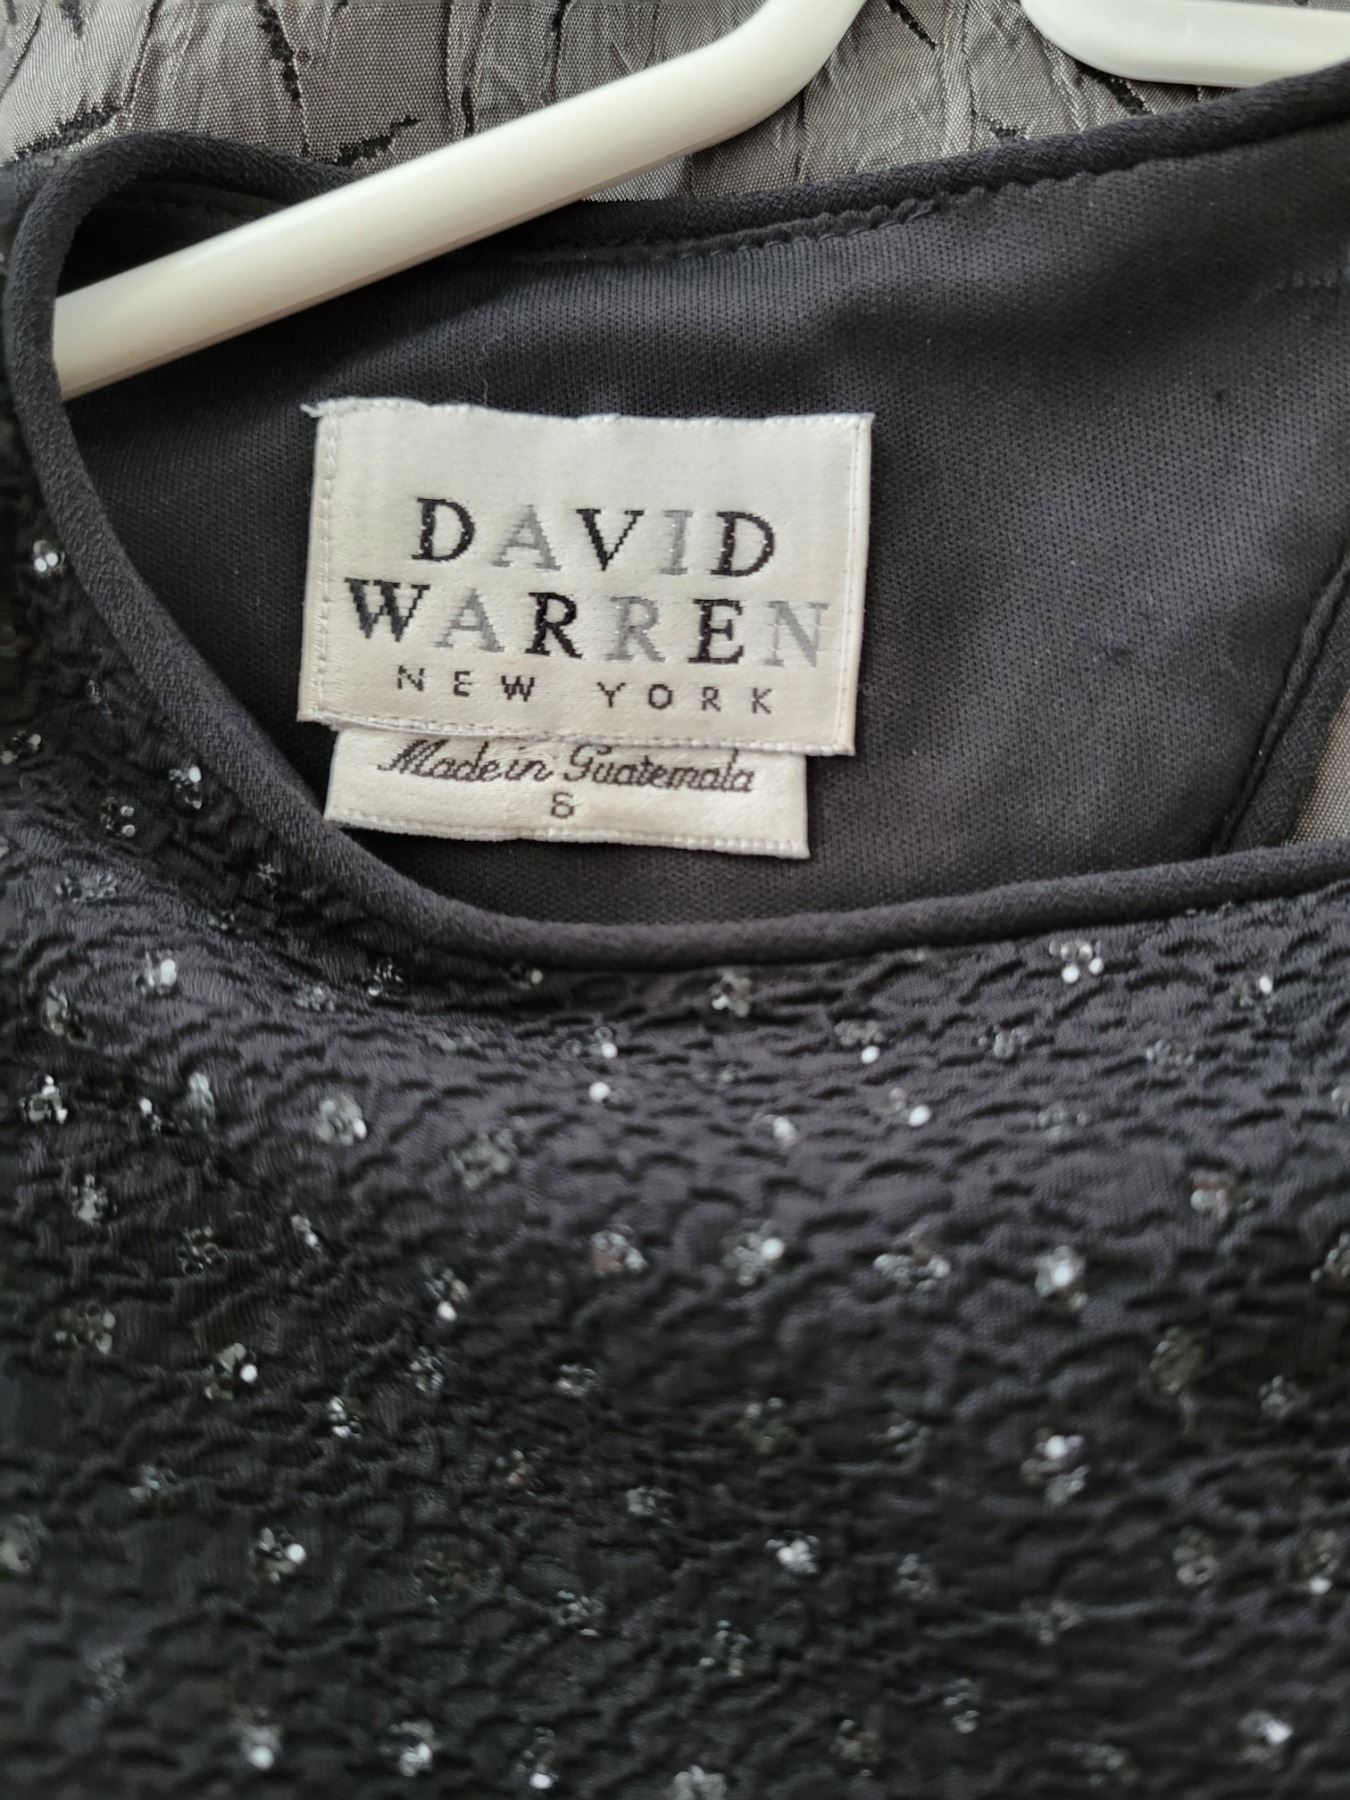 DAVID
WARREN
NEW YORK
Made in Guatemala
6